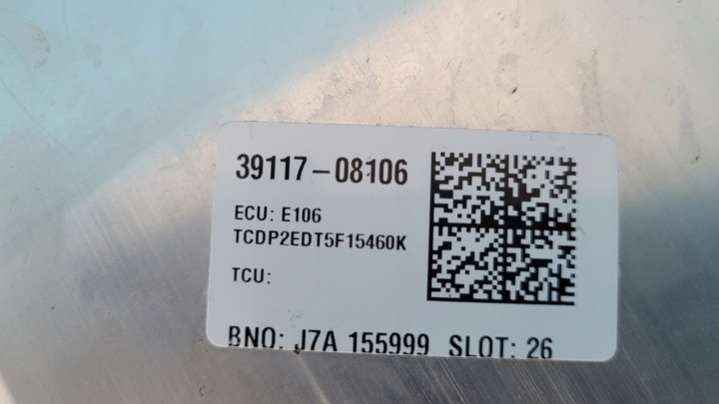 39117-08106
ECU: E106
TCDP2EDT5F15460K
TCU:
BNO: J7A 155999 SLOT: 26